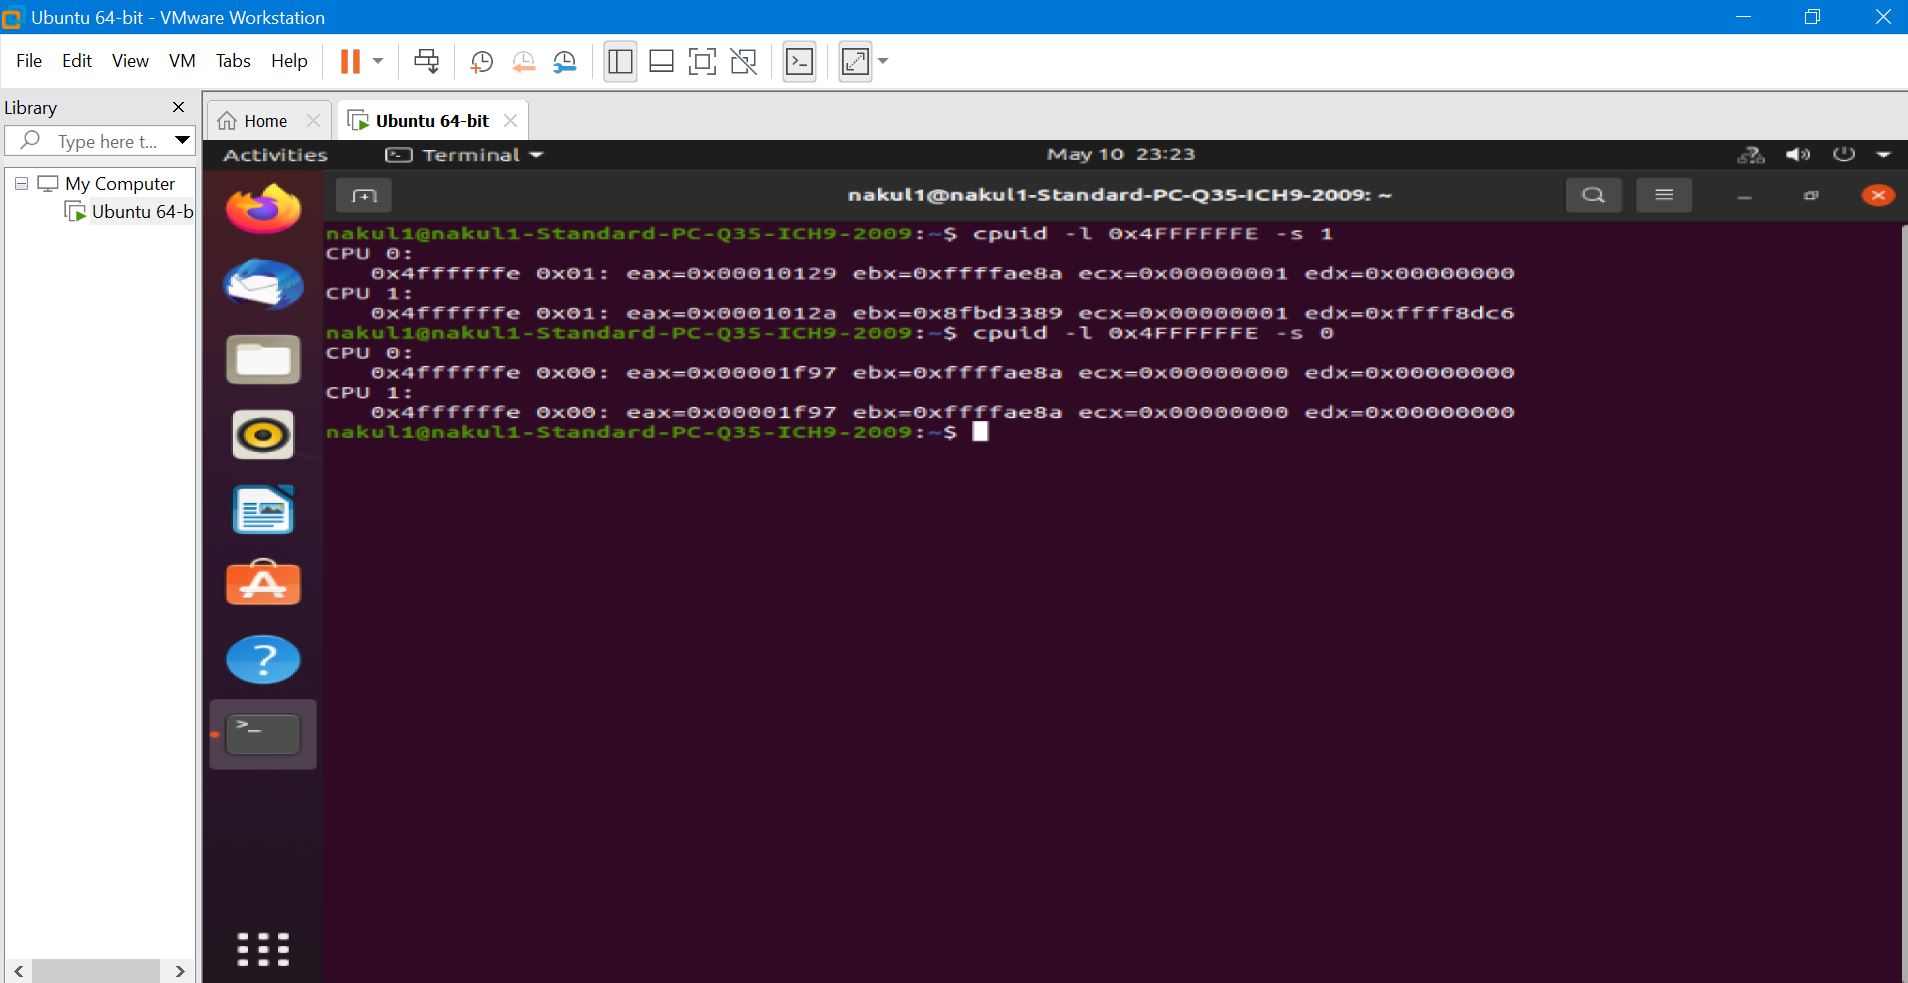 Ubuntu 64-bit - VMware Workstation
File Edit View VM Tabs Help
Library
Type here t...
My Computer
Ubuntu 64-b
Home
Ubuntu 64-bit
Activities
Terminal
May 10 23:23
nakul1@nakul1-Standard-PC-Q35-ICH9-2009: ~
nakul1@nakul1-Standard-PC-Q35-ICH9-2009:~$ cpuid -l 0x4FFFFFFE -s 1
CPU 0:
0x4ffffffe 0x01: eax=0x00010129 ebx=0xffffae8a ecx=0x00000001 edx=0x00000000
CPU 1:
0x4ffffffe 0x01: eax=0x0001012a ebx=0x8fbd3389 ecx=0x00000001 edx=0xffff8dc6
nakul1@nakul1-Standard-PC-Q35-ICH9-2009:~$ cpuid -l 0x4FFFFFFE -s 0
CPU 0:
0x4ffffffe 0x00: eax=0x00001f97 ebx=0xffffae8a ecx=0x00000000 edx=0x00000000
CPU 1:
0x4ffffffe 0x00: eax=0x00001f97 ebx=0xffffae8a ecx=0x00000000 edx=0x00000000
nakul1@nakul1-Standard-PC-Q35-ICH9-2009:~$